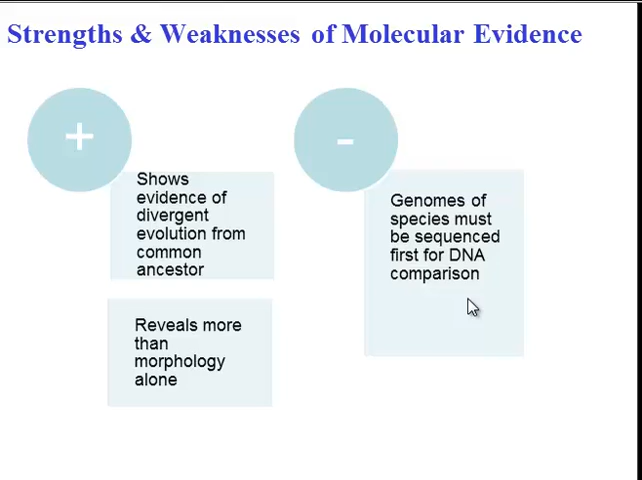 Strengths & Weaknesses of Molecular Evidence
+
Shows
evidence of
divergent
evolution from
common
ancestor
Reveals more
than
morphology
alone
-
Genomes of
species must
be sequenced
first for DNA
comparison